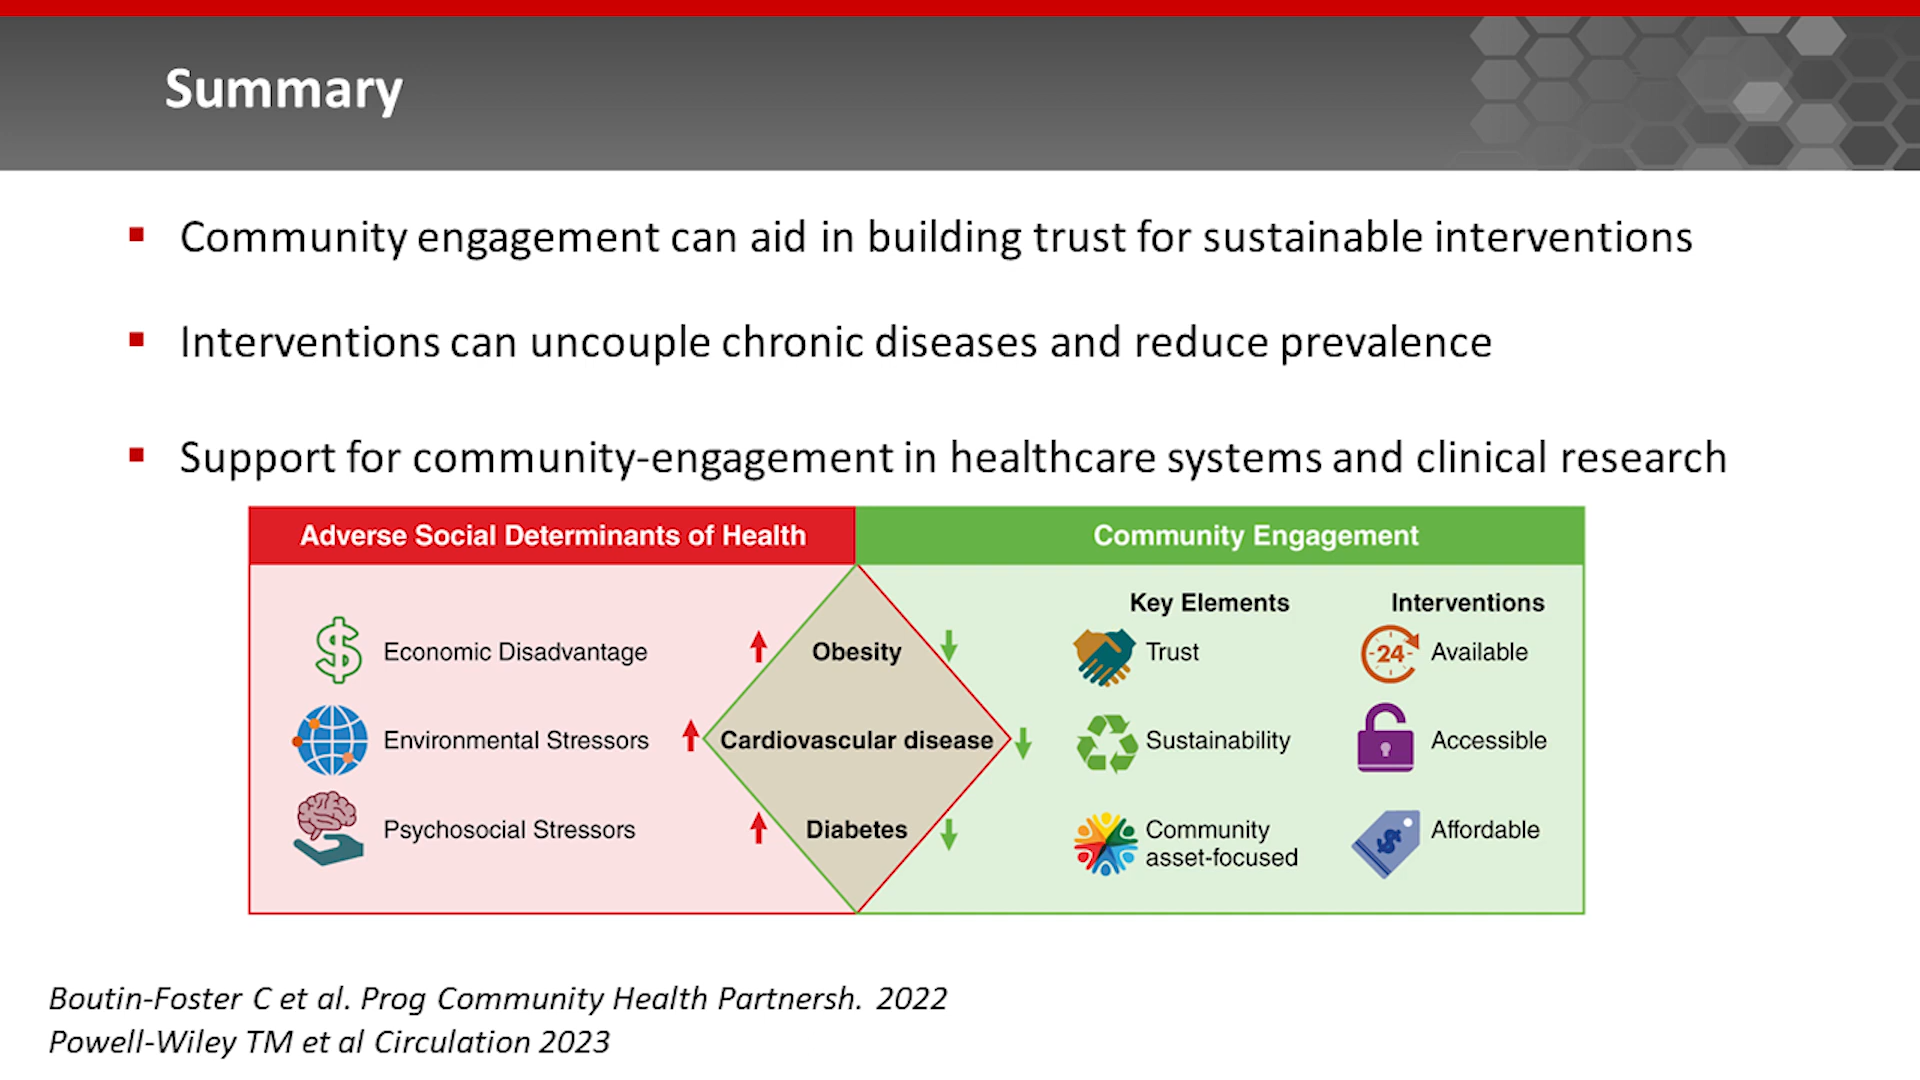 Summary
Community engagement can aid in building trust for sustainable interventions
Interventions can uncouple chronic diseases and reduce prevalence
Support for community-engagement in healthcare systems and clinical research
Adverse Social Determinants of Health
Community Engagement
Key Elements
Interventions
$
Economic Disadvantage
Obesity
Trust
24
Available
Environmental Stressors
Cardiovascular disease
Sustainability
Accessible
Psychosocial Stressors
Diabetes
Community
asset-focused
$
Affordable
Boutin-Foster C et al. Prog Community Health Partnersh. 2022
Powell-Wiley TM et al Circulation 2023